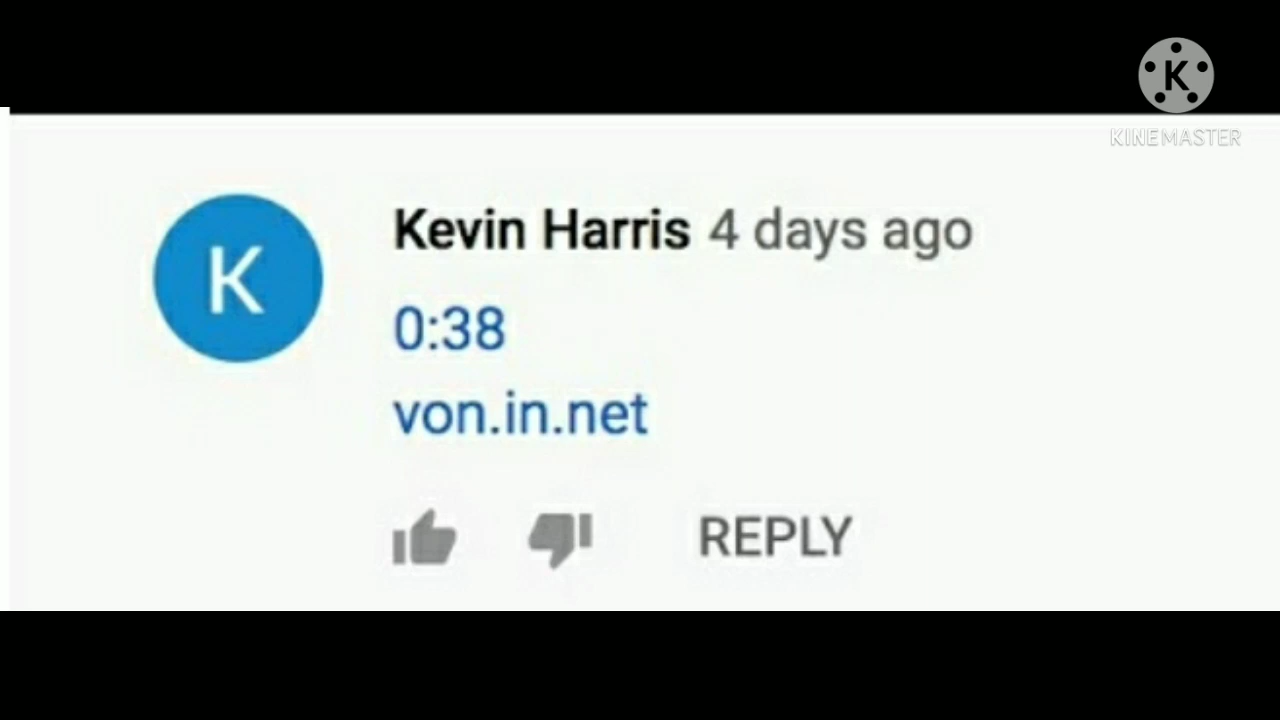 K
KINEMASTER
K
Kevin Harris 4 days ago
0:38
von.in.net
REPLY